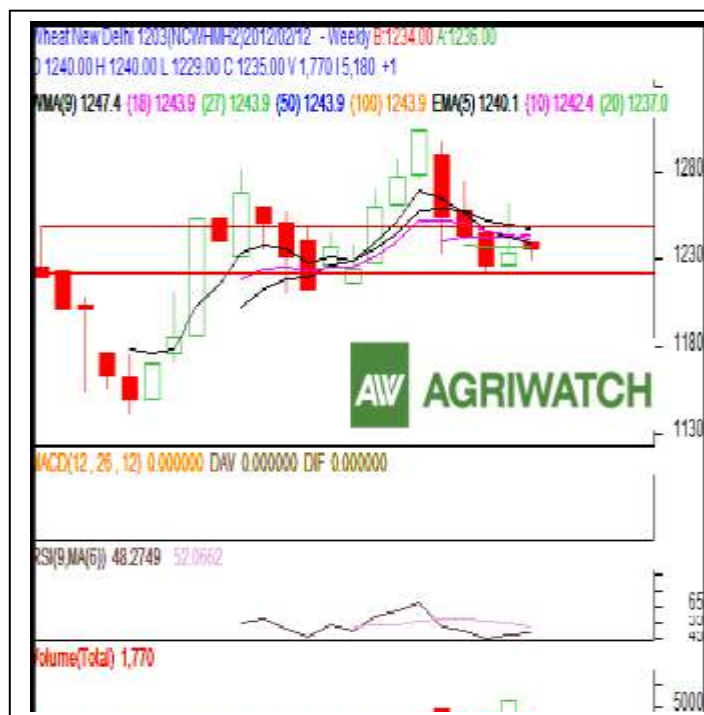 heat New Delhi 1203(NCWHMH2)2012/02/12 - Weekly B:1234.00 A:1236.00
1240.00 H 1240.00 L 1229.00 C 1235.00 V 1,770 I 5,180 +1
WMA(9) 1247.4 (18) 1243.9 (27) 1243.9 (50) 1243.9 (100) 1243.9 EMA(5) 1240.1 (10) 1242.4 (20) 1237.0
1280
1230
1180
AW AGRIWATCH
1130
MACD(12 , 26 , 12) 0.000000 DAV 0.000000 DIF 0.000000
RSI(9,MA(6)) 48.2749 52.0662
65
55
45
Volume(Total) 1,770
5000